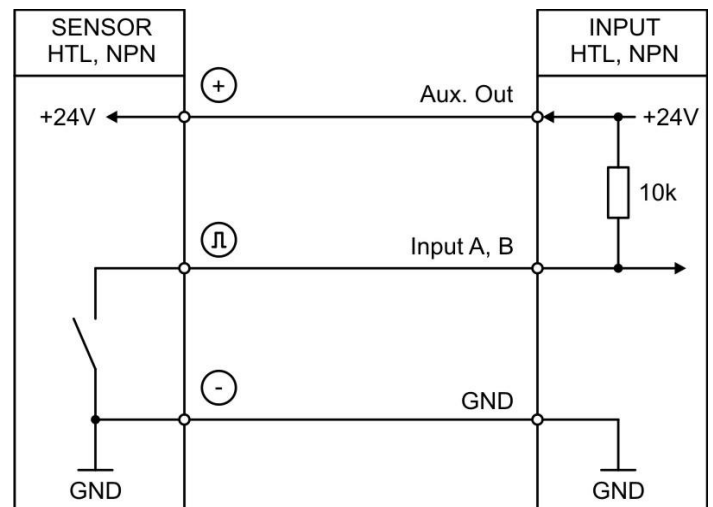 SENSOR
HTL, NPN
INPUT
HTL, NPN
+
Aux. Out
+24V
+24V
10k
Input A, B
-
GND
GND
GND